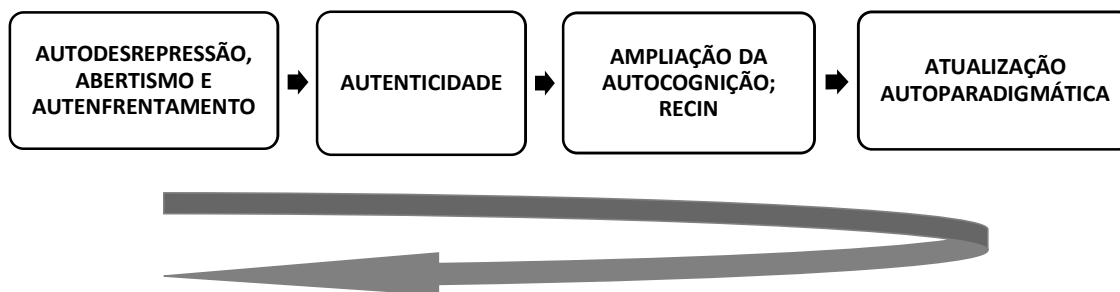 AUTODESREPRESSÃO,
ABERTISMO E
AUTENFRENTAMENTO
AUTENTICIDADE
AMPLIAÇÃO DA
AUTOCOGNIÇÃO;
RECIN
ATUALIZAÇÃO
AUTOPARADIGMÁTICA